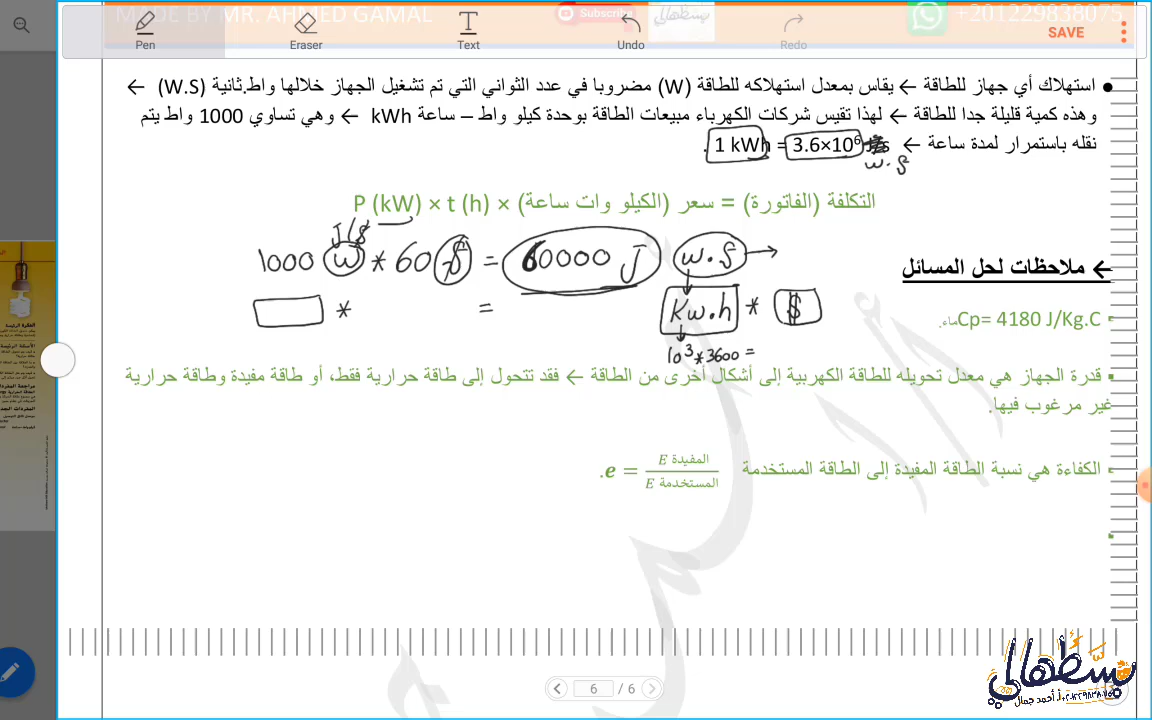 MADE BY MR. AHMED GAMAL
Subscribe
+201229838075
Pen
Eraser
Text
Undo
Redo
SAVE
استهلاك أي جهاز للطاقة ← يقاس بمعدل استهلاكه للطاقة (W) مضروبا في عدد الثواني التي تم تشغيل الجهاز خلالها واط.ثانية (W.S) ←
وهذه كمية قليلة جدا للطاقة ← لهذا تقيس شركات الكهرباء مبيعات الطاقة بوحدة كيلو واط – ساعة kWh ← وهي تساوي 1000 واط يتم
نقله باستمرار لمدة ساعة ← 1 kWh = 3.6×10⁶
w.s
التكلفة (الفاتورة) = سعر (الكيلو وات ساعة) × P (kW) × t (h)
J/s
1000 w * 60 s = 60000 J w.s →
← ملاحظات لحل المسائل
* = Kw.h * $
Cp= 4180 J/Kg.C ماء.
10³*3600 =
قدرة الجهاز هي معدل تحويله للطاقة الكهربية إلى أشكال أخرى من الطاقة ← فقد تتحول إلى طاقة حرارية فقط، أو طاقة مفيدة وطاقة حرارية
غير مرغوب فيها.
الكفاءة هي نسبة الطاقة المفيدة إلى الطاقة المستخدمة e = E المفيدة / E المستخدمة .
6 / 6
بسطهالي
أ. أحمد جمال